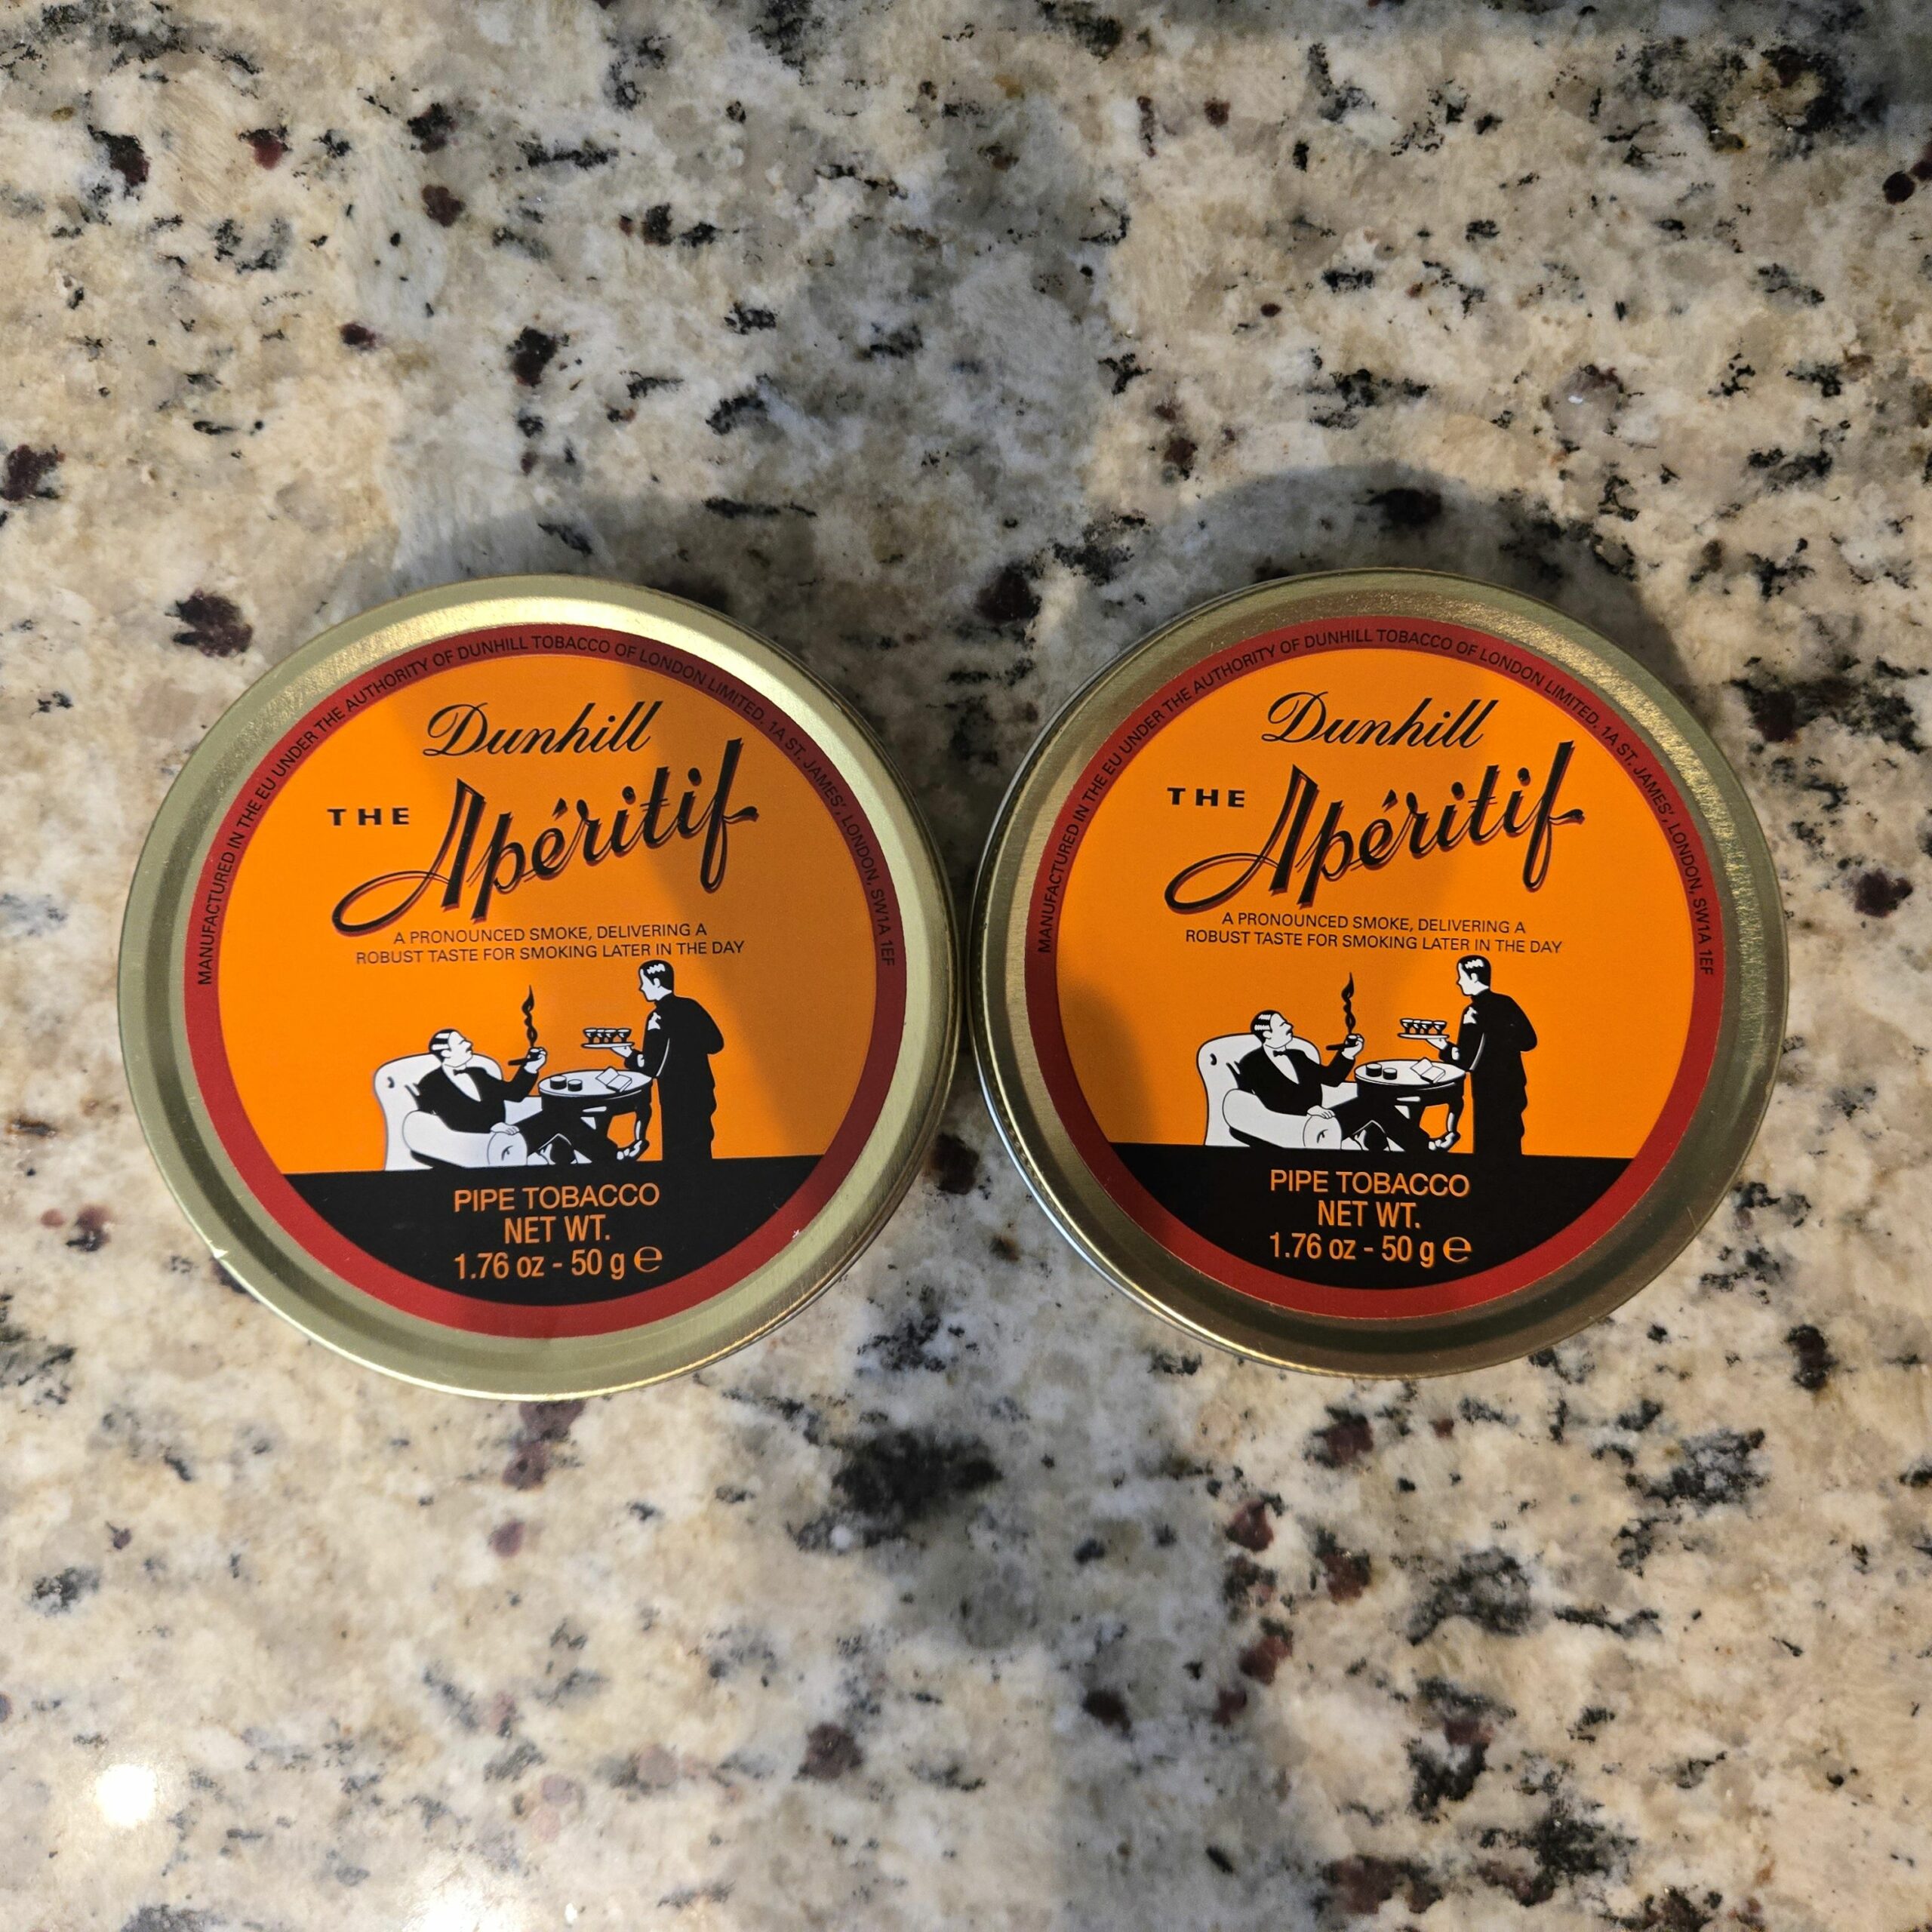 MANUFACTURED IN THE EU UNDER THE AUTHORITY OF DUNHILL TOBACCO OF LONDON LIMITED, 1A ST. JAMES', LONDON, SW1A 1EF
Dunhill
THE Apéritif
A PRONOUNCED SMOKE, DELIVERING A
ROBUST TASTE FOR SMOKING LATER IN THE DAY
PIPE TOBACCO
NET WT.
1.76 oz - 50 g ℮
MANUFACTURED IN THE EU UNDER THE AUTHORITY OF DUNHILL TOBACCO OF LONDON LIMITED, 1A ST. JAMES', LONDON, SW1A 1EF
Dunhill
THE Apéritif
A PRONOUNCED SMOKE, DELIVERING A
ROBUST TASTE FOR SMOKING LATER IN THE DAY
PIPE TOBACCO
NET WT.
1.76 oz - 50 g ℮